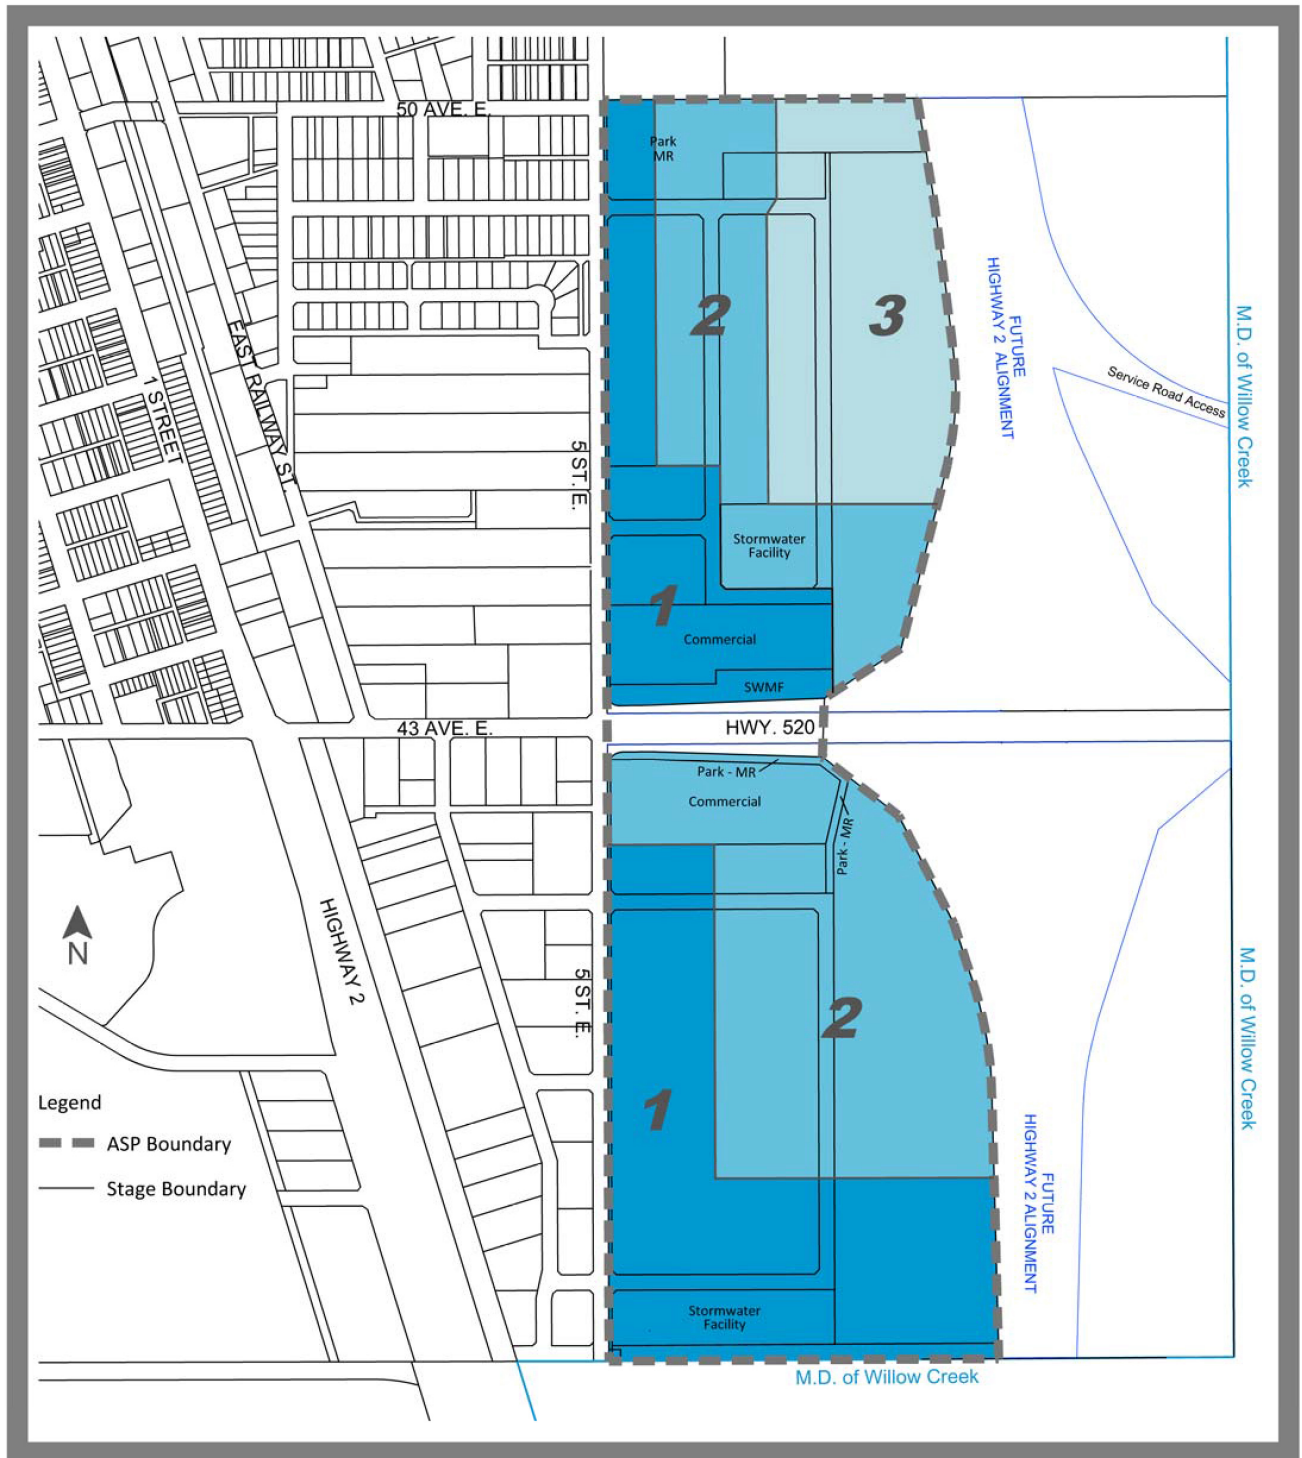 50 AVE. E.
Park
MR
2
3
FUTURE
HIGHWAY 2 ALIGNMENT
M.D. of Willow Creek
Service Road Access
EAST RAILWAY ST.
1 STREET
5 ST. E.
Stormwater
Facility
1
Commercial
SWMF
43 AVE. E.
HWY. 520
Park - MR
Commercial
Park - MR
N
HIGHWAY 2
5 ST. E.
2
1
M.D. of Willow Creek
FUTURE
HIGHWAY 2 ALIGNMENT
Legend
ASP Boundary
Stage Boundary
Stormwater
Facility
M.D. of Willow Creek